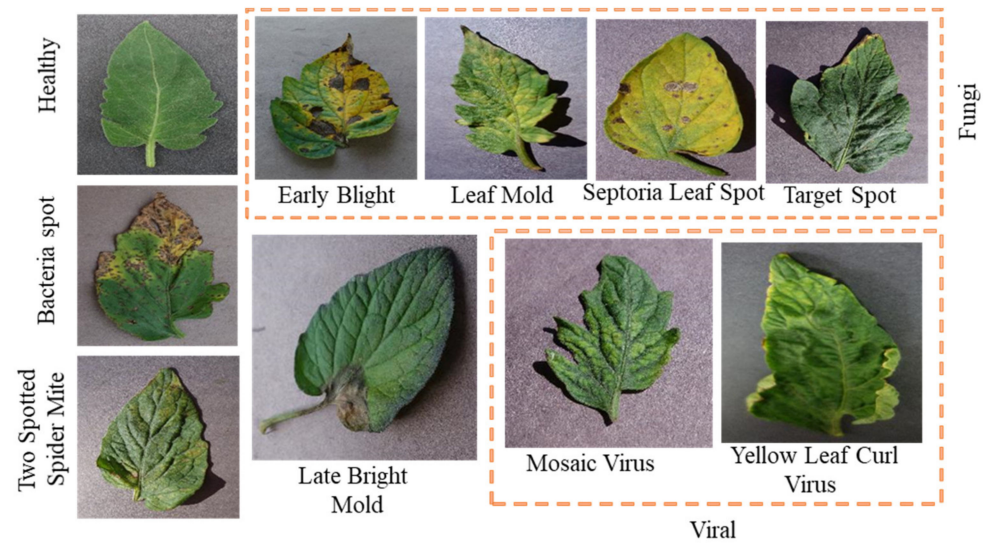 Healthy
Early Blight
Leaf Mold
Septoria Leaf Spot
Target Spot
Fungi
Bacteria spot
Two Spotted
Spider Mite
Late Bright
Mold
Mosaic Virus
Yellow Leaf Curl
Virus
Viral